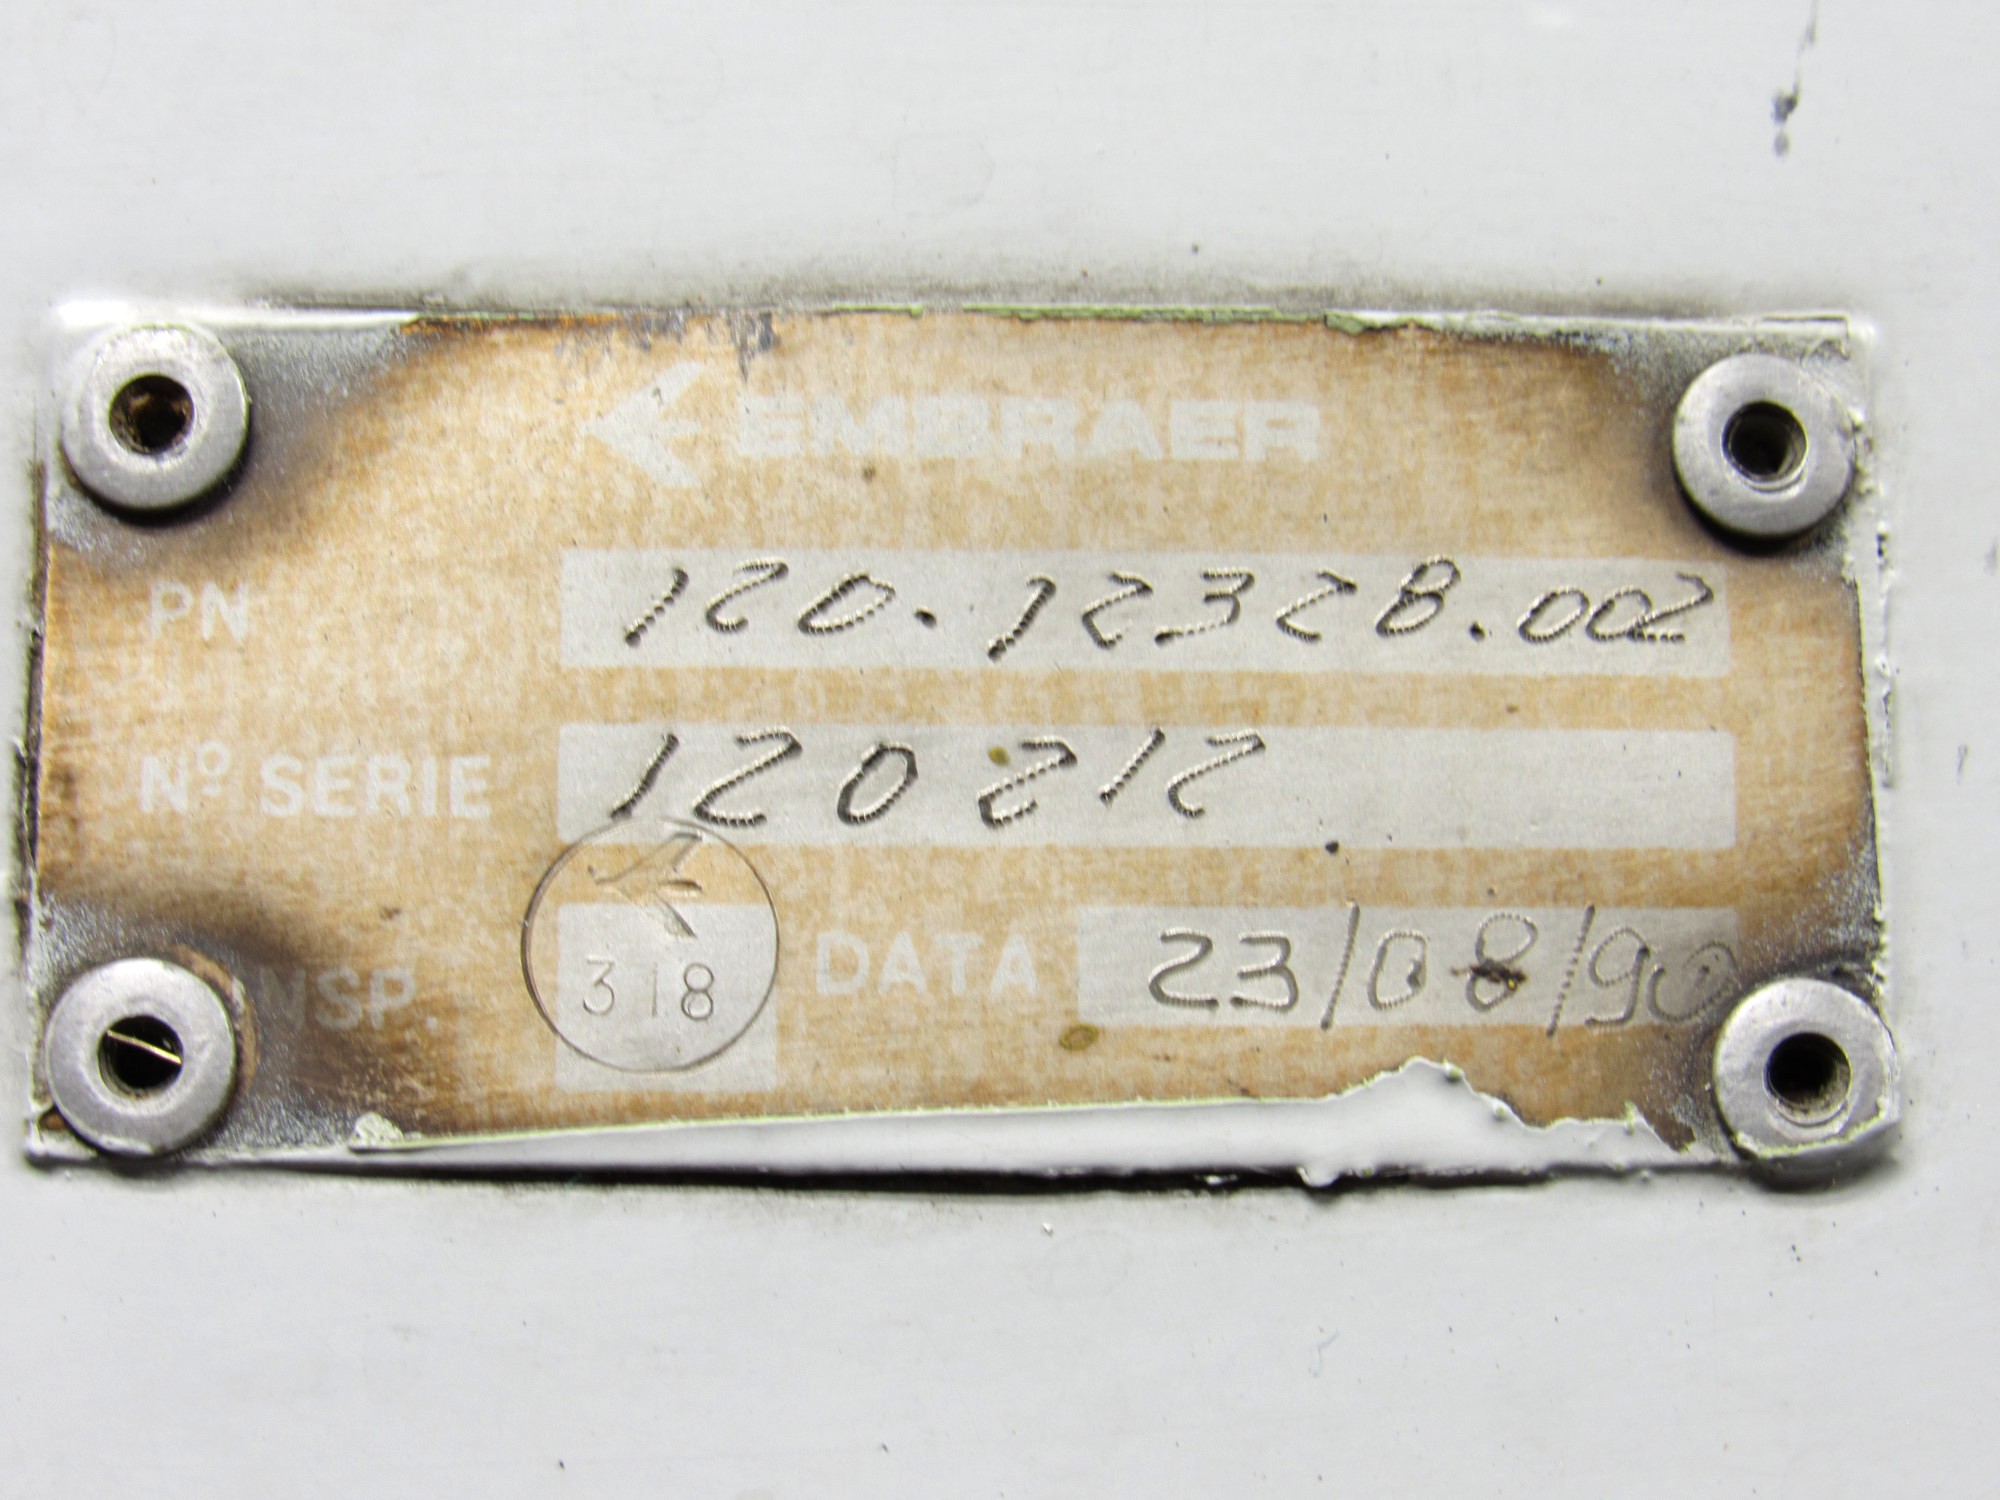 EMBRAER
PN 120.12328.002
Nº SERIE 120212
INSP. 318 DATA 23/08/90